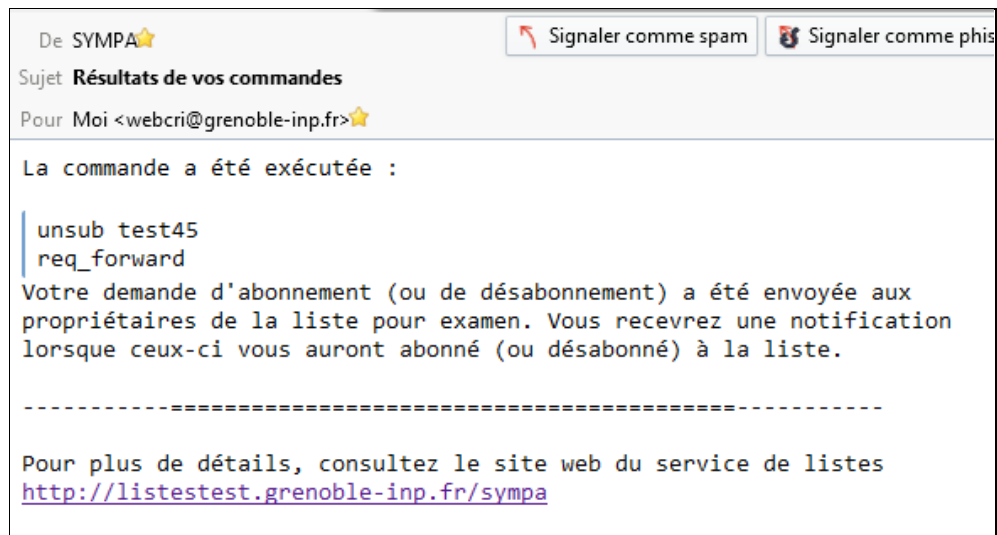 De SYMPA
Signaler comme spam
Signaler comme phis
Sujet Résultats de vos commandes
Pour Moi <webcri@grenoble-inp.fr>
La commande a été exécutée :
unsub test45
req_forward
Votre demande d'abonnement (ou de désabonnement) a été envoyée aux
propriétaires de la liste pour examen. Vous recevrez une notification
lorsque ceux-ci vous auront abonné (ou désabonné) à la liste.
-----------==========================================-----------
Pour plus de détails, consultez le site web du service de listes
http://listestest.grenoble-inp.fr/sympa